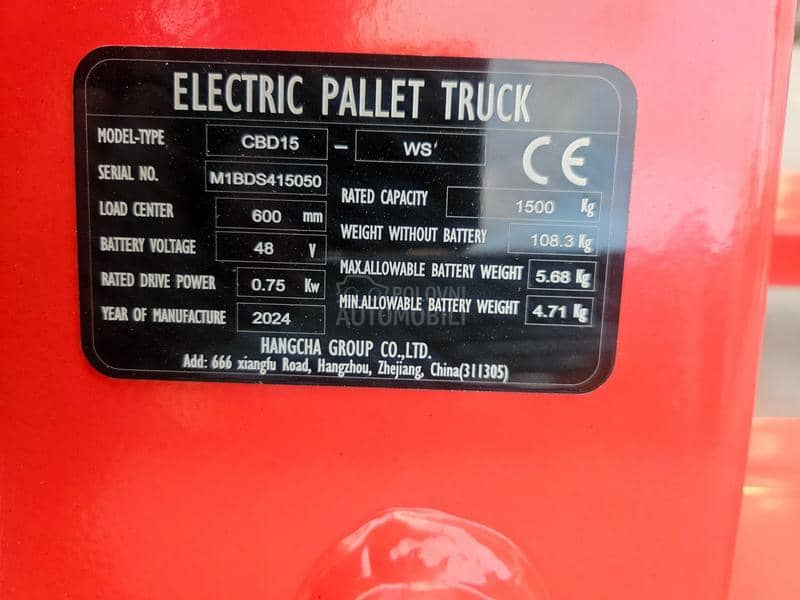 ELECTRIC PALLET TRUCK
MODEL-TYPE CBD15 - WS
CE
SERIAL NO. M1BDS415050
RATED CAPACITY 1500 Kg
LOAD CENTER 600 mm
WEIGHT WITHOUT BATTERY 108.3 Kg
BATTERY VOLTAGE 48 V
MAX.ALLOWABLE BATTERY WEIGHT 5.68 Kg
RATED DRIVE POWER 0.75 Kw
MIN.ALLOWABLE BATTERY WEIGHT 4.71 Kg
YEAR OF MANUFACTURE 2024
POLOVNI
AUTOMOBILI
HANGCHA GROUP CO.,LTD.
Add: 666 xiangfu Road, Hangzhou, Zhejiang, China(311305)